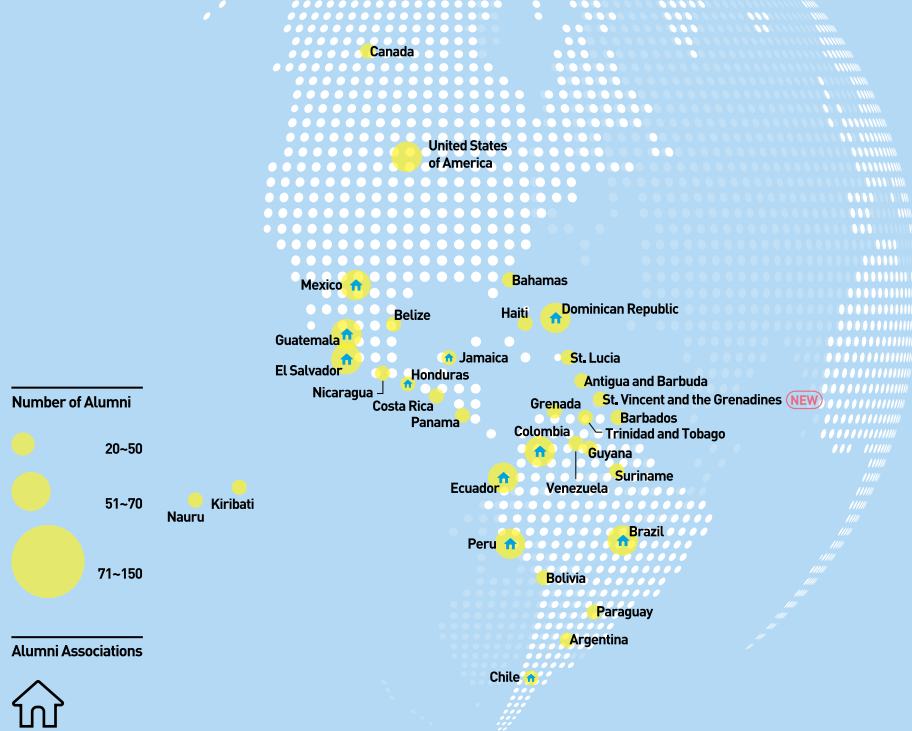 Canada
United States
of America
Mexico
Bahamas
Belize
Haiti
Dominican Republic
Guatemala
El Salvador
Jamaica
St. Lucia
Honduras
Antigua and Barbuda
Nicaragua
Costa Rica
Grenada
St. Vincent and the Grenadines NEW
Panama
Barbados
Colombia
Trinidad and Tobago
Guyana
Ecuador
Venezuela
Suriname
Nauru
Kiribati
Peru
Brazil
Bolivia
Paraguay
Argentina
Chile
Number of Alumni
20~50
51~70
71~150
Alumni Associations